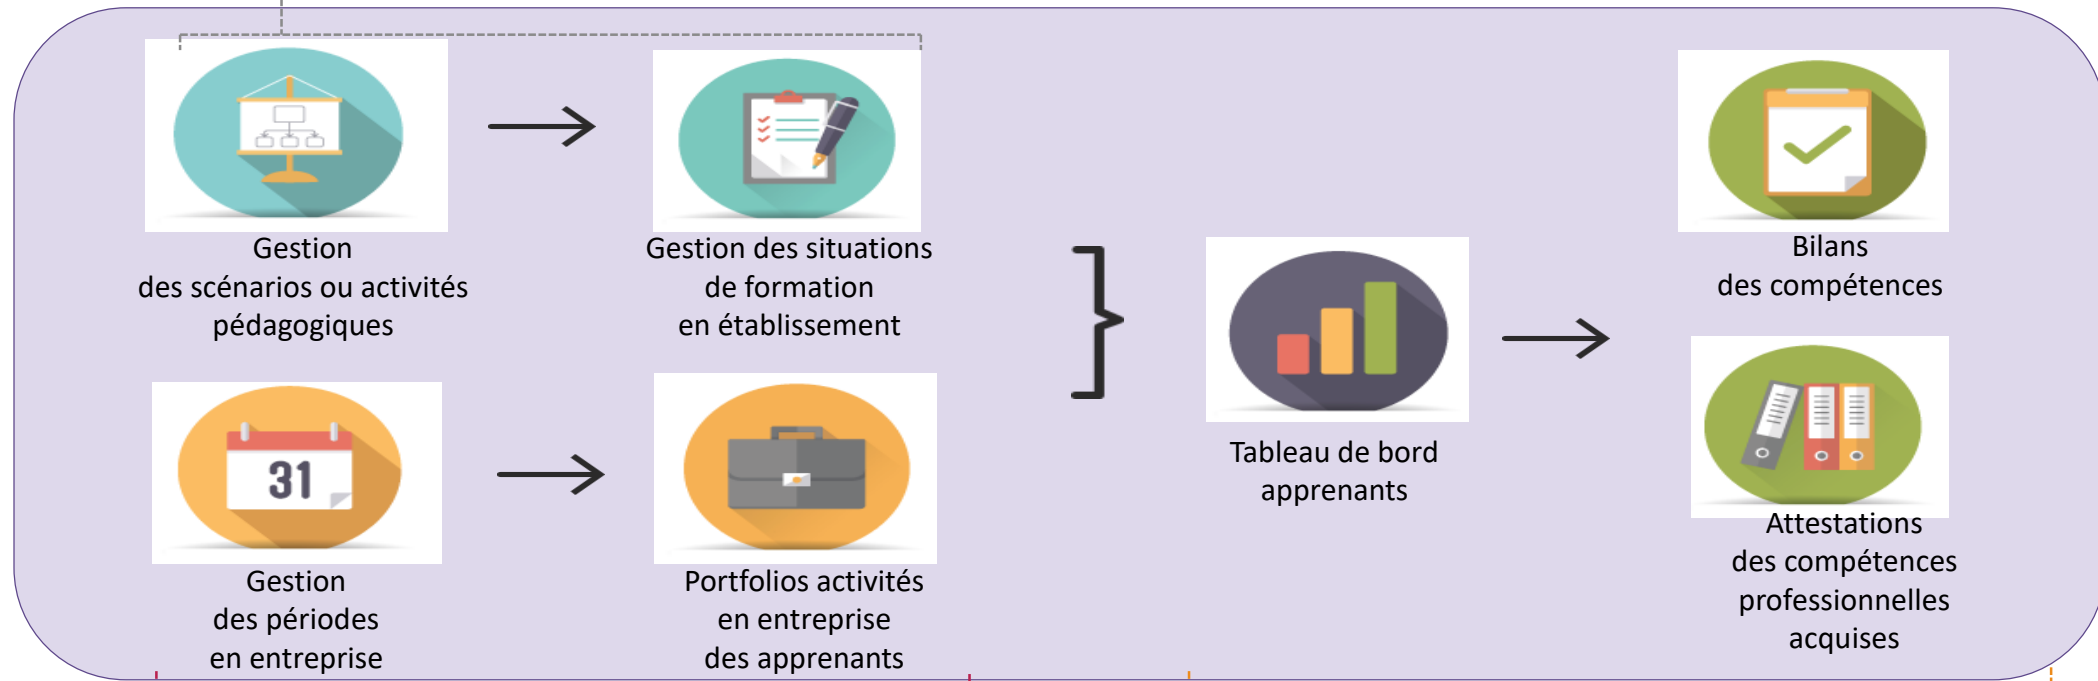 Gestion
des scénarios ou activités
pédagogiques
Gestion des situations
de formation
en établissement
31
Gestion
des périodes
en entreprise
Portfolios activités
en entreprise
des apprenants
Tableau de bord
apprenants
Bilans
des compétences
Attestations
des compétences
professionnelles
acquises